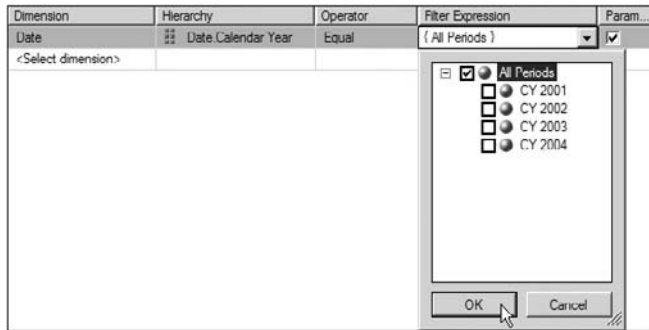 Dimension Hierarchy Operator Filter Expression Param...
Date Date.Calendar Year Equal { All Periods }
<Select dimension>
All Periods
CY 2001
CY 2002
CY 2003
CY 2004
OK Cancel